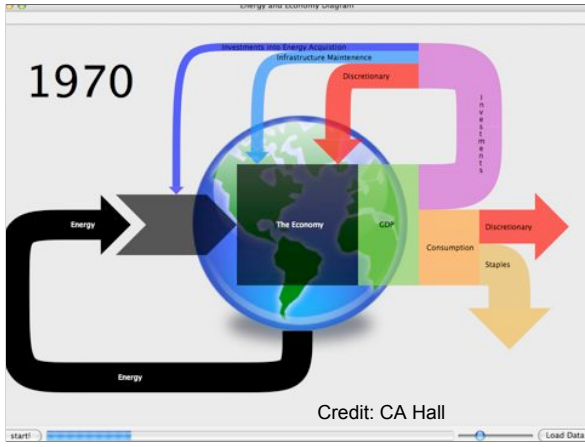 Energy and Economy Diagram
1970
Investments into Energy Acquistion
Infrastructure Maintenence
Discretionary
Investments
Energy
The Economy
GDP
Consumption
Discretionary
Staples
Energy
Credit: CA Hall
start!
Load Data